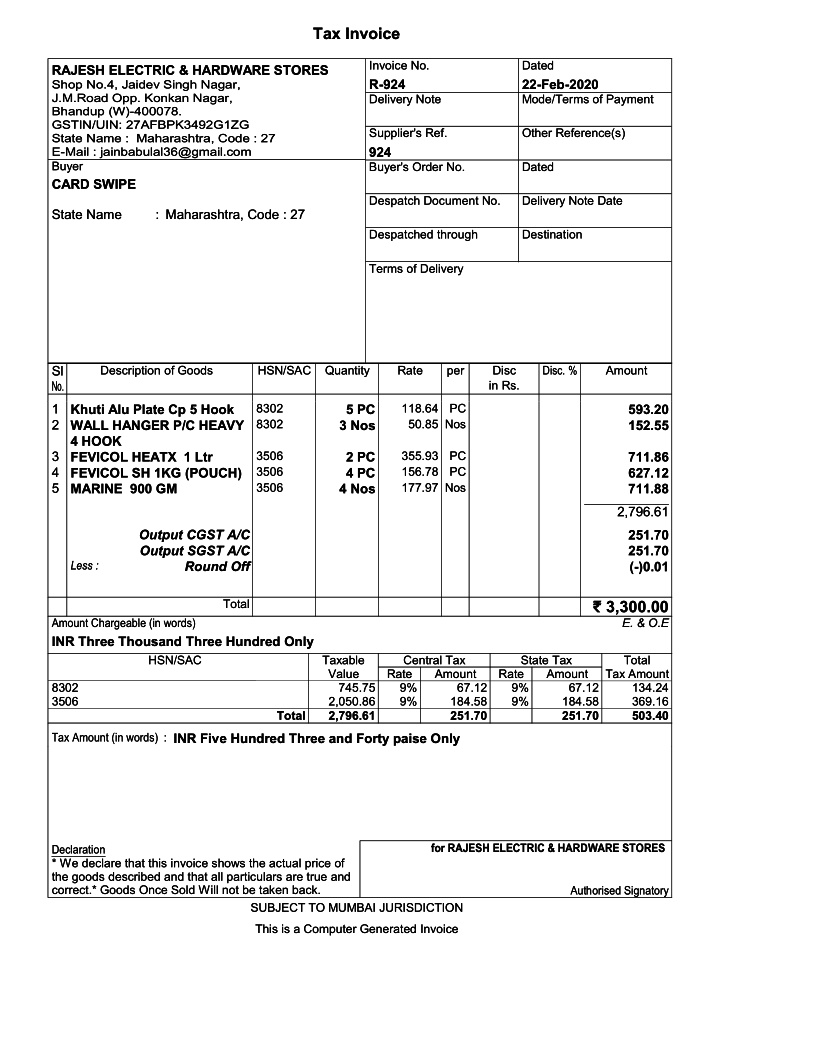 Tax Invoice
RAJESH ELECTRIC & HARDWARE STORES
Shop No.4, Jaidev Singh Nagar,
J.M.Road Opp. Konkan Nagar,
Bhandup (W)-400078.
GSTIN/UIN: 27AFBPK3492G1ZG
State Name : Maharashtra, Code : 27
E-Mail : jainbabulal36@gmail.com
Invoice No. Dated
R-924 22-Feb-2020
Delivery Note Mode/Terms of Payment
Supplier's Ref. Other Reference(s)
924
Buyer
CARD SWIPE
State Name : Maharashtra, Code : 27
Buyer's Order No. Dated
Despatch Document No. Delivery Note Date
Despatched through Destination
Terms of Delivery
Sl Description of Goods HSN/SAC Quantity Rate per Disc Disc. % Amount
No. in Rs.
1 Khuti Alu Plate Cp 5 Hook 8302 5 PC 118.64 PC 593.20
2 WALL HANGER P/C HEAVY 8302 3 Nos 50.85 Nos 152.55
4 HOOK
3 FEVICOL HEATX 1 Ltr 3506 2 PC 355.93 PC 711.86
4 FEVICOL SH 1KG (POUCH) 3506 4 PC 156.78 PC 627.12
5 MARINE 900 GM 3506 4 Nos 177.97 Nos 711.88
2,796.61
Output CGST A/C 251.70
Output SGST A/C 251.70
Less : Round Off (-)0.01
Total ₹ 3,300.00
Amount Chargeable (in words) E. & O.E
INR Three Thousand Three Hundred Only
HSN/SAC Taxable Central Tax State Tax Total
Value Rate Amount Rate Amount Tax Amount
8302 745.75 9% 67.12 9% 67.12 134.24
3506 2,050.86 9% 184.58 9% 184.58 369.16
Total 2,796.61 251.70 251.70 503.40
Tax Amount (in words) : INR Five Hundred Three and Forty paise Only
Declaration
* We declare that this invoice shows the actual price of
the goods described and that all particulars are true and
correct.* Goods Once Sold Will not be taken back.
for RAJESH ELECTRIC & HARDWARE STORES
Authorised Signatory
SUBJECT TO MUMBAI JURISDICTION
This is a Computer Generated Invoice